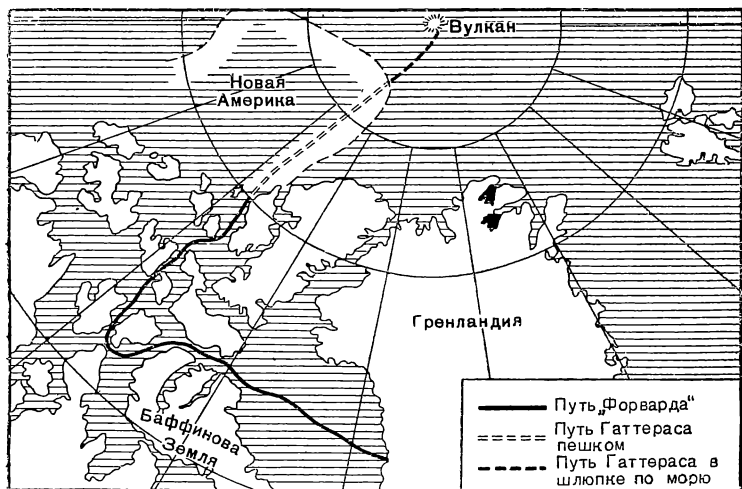 Вулкан
Новая
Америка
Гренландия
Баффинова
Земля
Путь „Форварда“
Путь Гаттераса
пешком
Путь Гаттераса в
шлюпке по морю